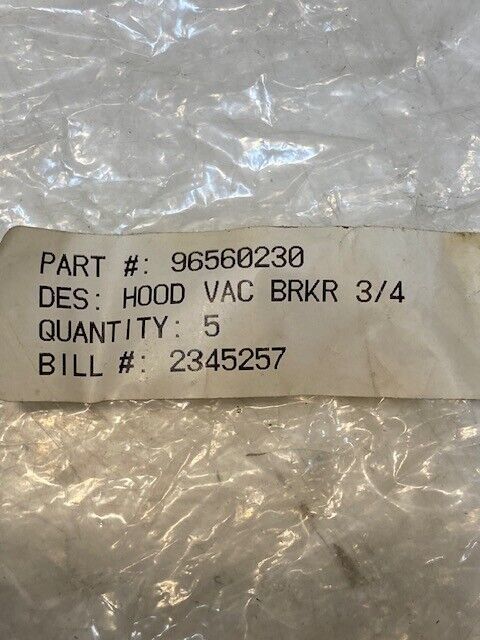 PART #: 96560230
DES: HOOD VAC BRKR 3/4
QUANTITY: 5
BILL #: 2345257